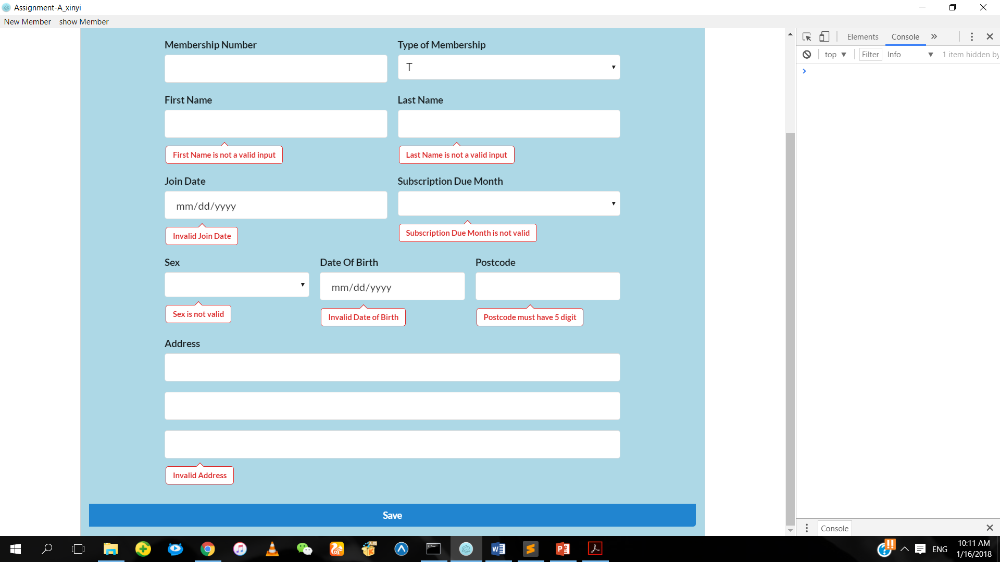 Assignment-A_xinyi
New Member show Member
Membership Number Type of Membership
T
First Name Last Name
First Name is not a valid input Last Name is not a valid input
Join Date Subscription Due Month
mm/dd/yyyy
Invalid Join Date Subscription Due Month is not valid
Sex Date Of Birth Postcode
mm/dd/yyyy
Sex is not valid Invalid Date of Birth Postcode must have 5 digit
Address
Invalid Address
Save
Elements Console
top Filter Info 1 item hidden by
Console
ENG 10:11 AM
1/16/2018